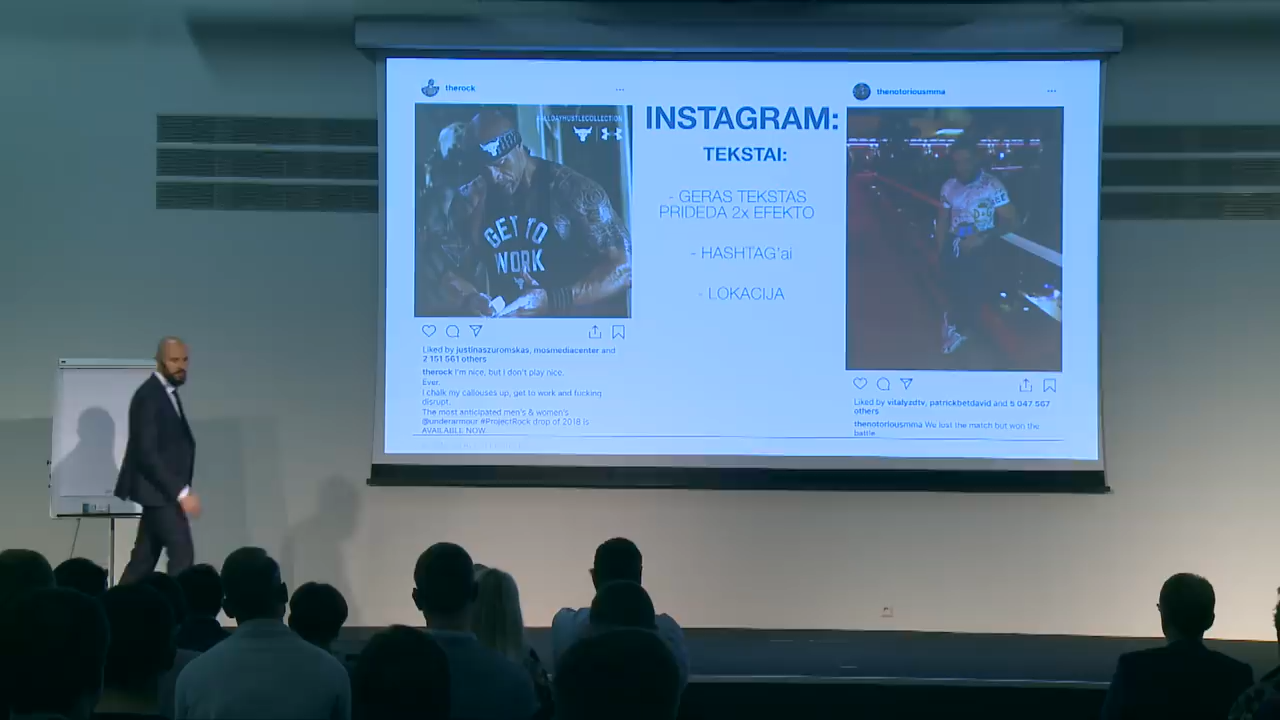 therock
...
#ALLDAYHUSTLECOLLECTION
GET TO
WORK
Liked by justinaszuromskas, mosmediacenter and
2 151 561 others
therock I'm nice, but I don't play nice.
Ever.
I chalk my callouses up, get to work and fucking
disrupt.
The most anticipated men's & women's
@underarmour #ProjectRock drop of 2018 is
AVAILABLE NOW
INSTAGRAM:
TEKSTAI:
- GERAS TEKSTAS
PRIDEDA 2x EFEKTO
- HASHTAG'ai
- LOKACIJA
thenotoriousmma
...
Liked by vitalyzdtv, patrickbetdavid and 5 047 567
others
thenotoriousmma We lost the match but won the
battle.